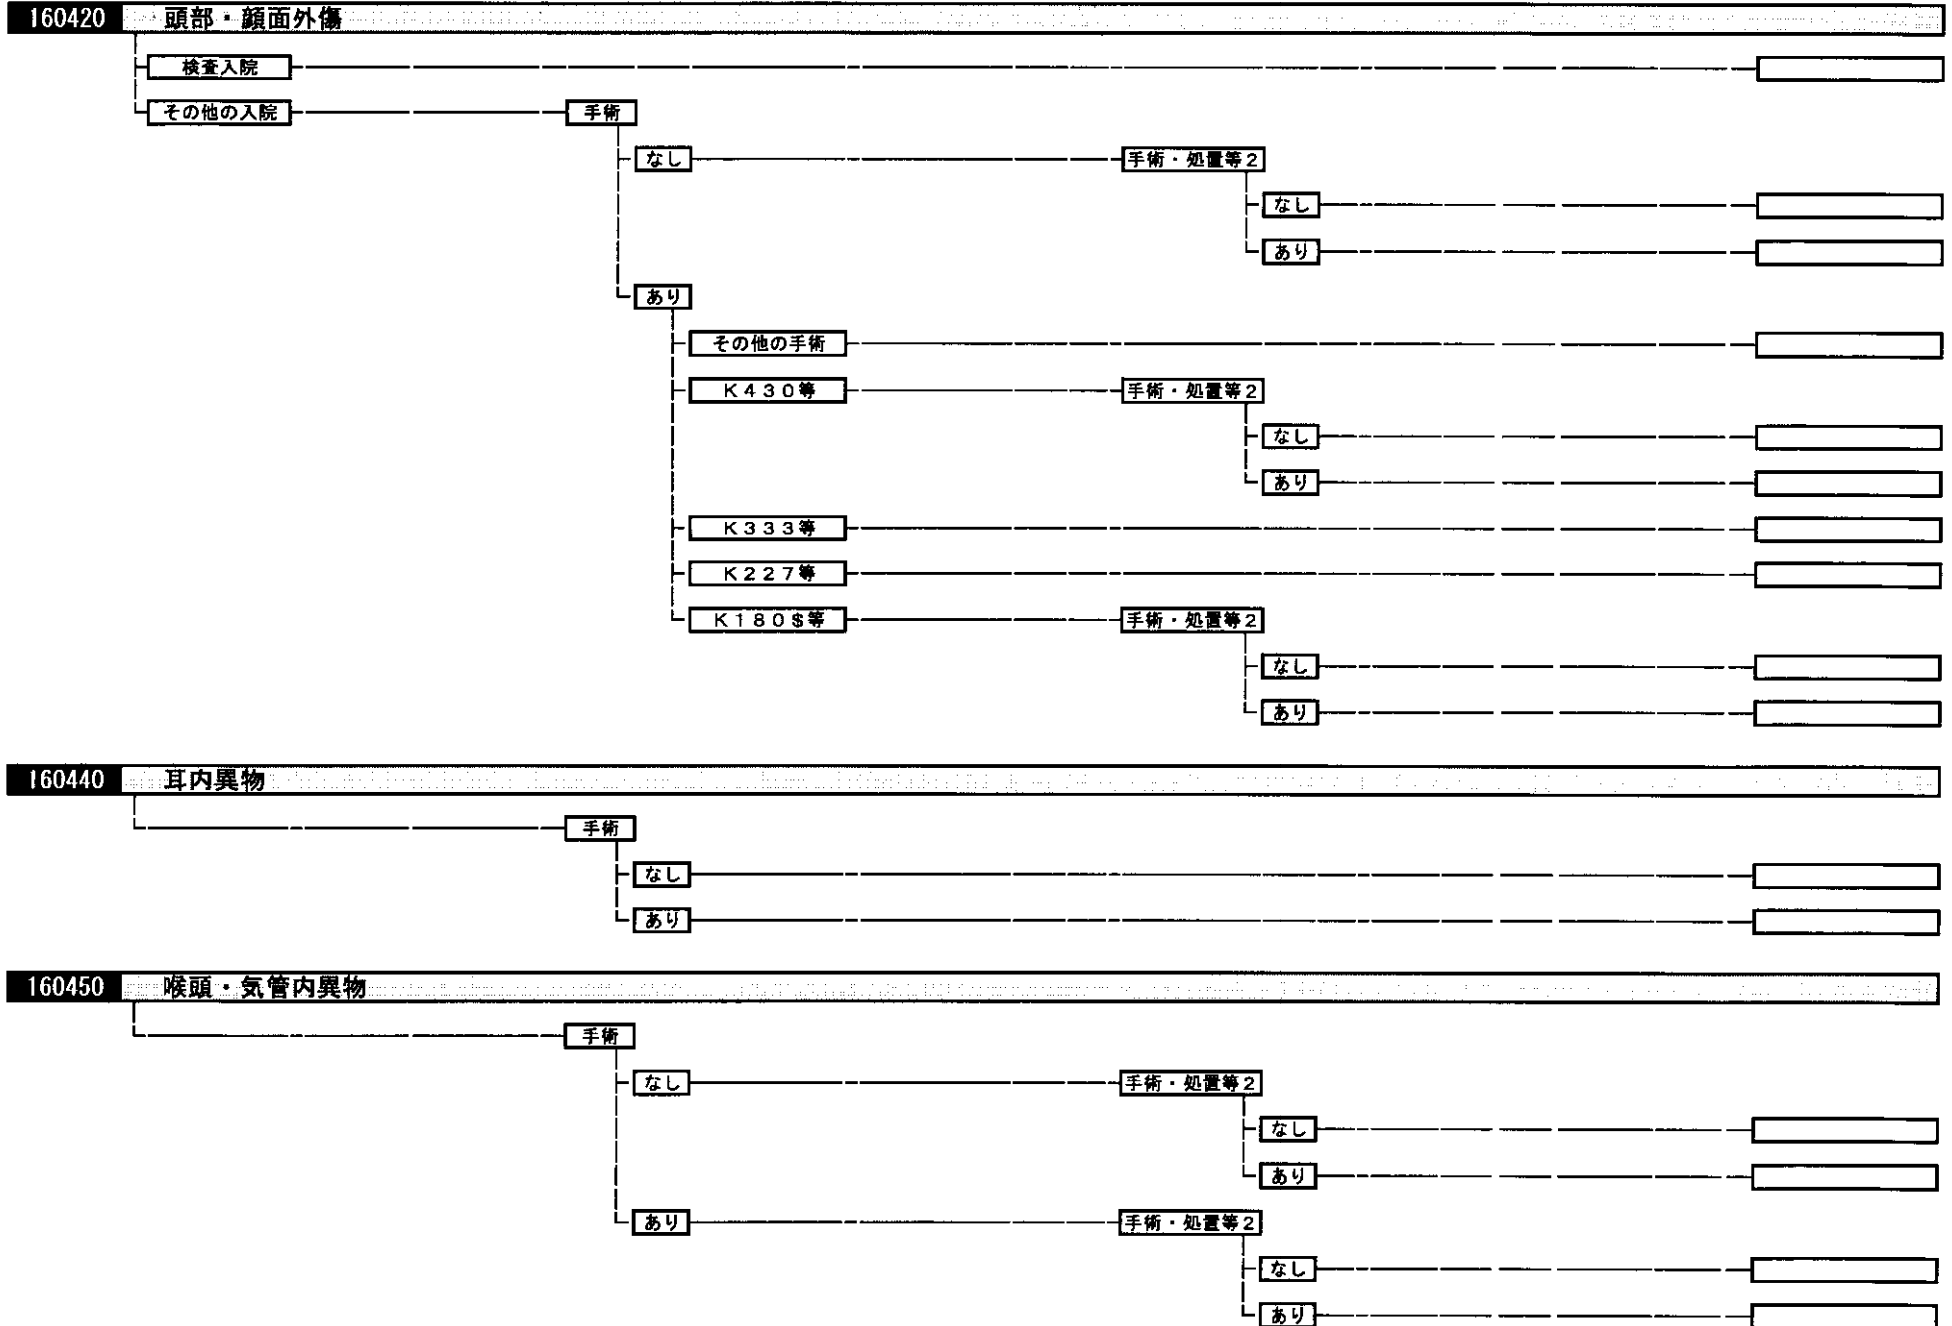 160420 頭部・顔面外傷
検査入院
その他の入院 手術
なし 手術・処置等2
なし
あり
あり
その他の手術
K430等 手術・処置等2
なし
あり
K333等
K227等
K180$等 手術・処置等2
なし
あり
160440 耳内異物
手術
なし
あり
160450 喉頭・気管内異物
手術
なし 手術・処置等2
なし
あり
あり 手術・処置等2
なし
あり